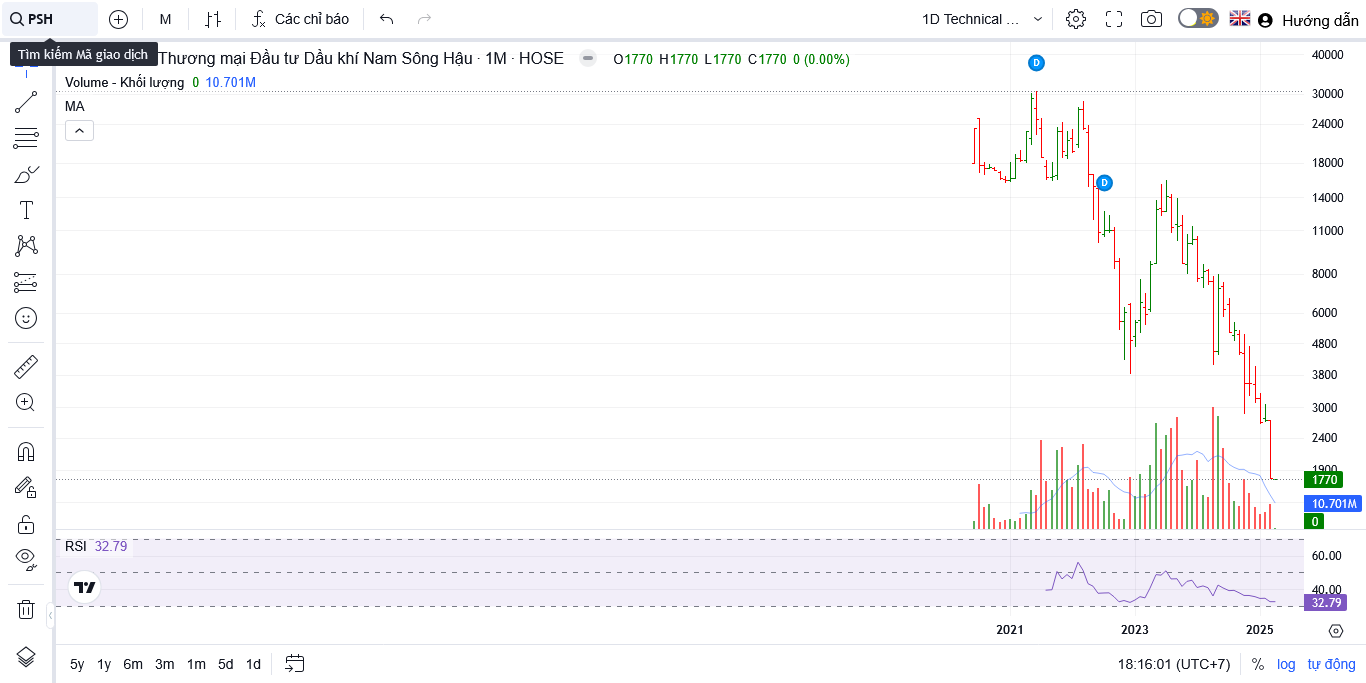 PSH M Các chỉ báo 1D Technical ... Hướng dẫn
Tìm kiếm Mã giao dịch
Thương mại Đầu tư Dầu khí Nam Sông Hậu · 1M · HOSE O1770 H1770 L1770 C1770 0 (0.00%)
Volume - Khối lượng 0 10.701M
MA
D
D
40000
30000
24000
18000
14000
11000
8000
6000
4800
3800
3000
2400
1900
1770
10.701M
0
RSI 32.79
60.00
40.00
32.79
2021 2023 2025
5y 1y 6m 3m 1m 5d 1d 18:16:01 (UTC+7) % log tự động